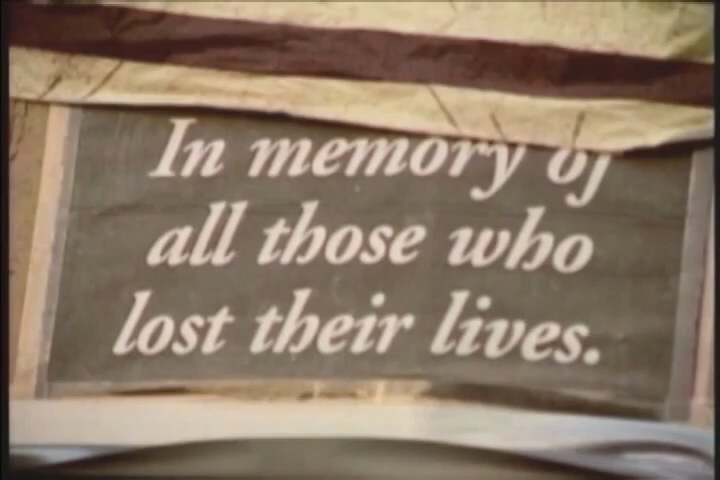 In memory of
all those who
lost their lives.